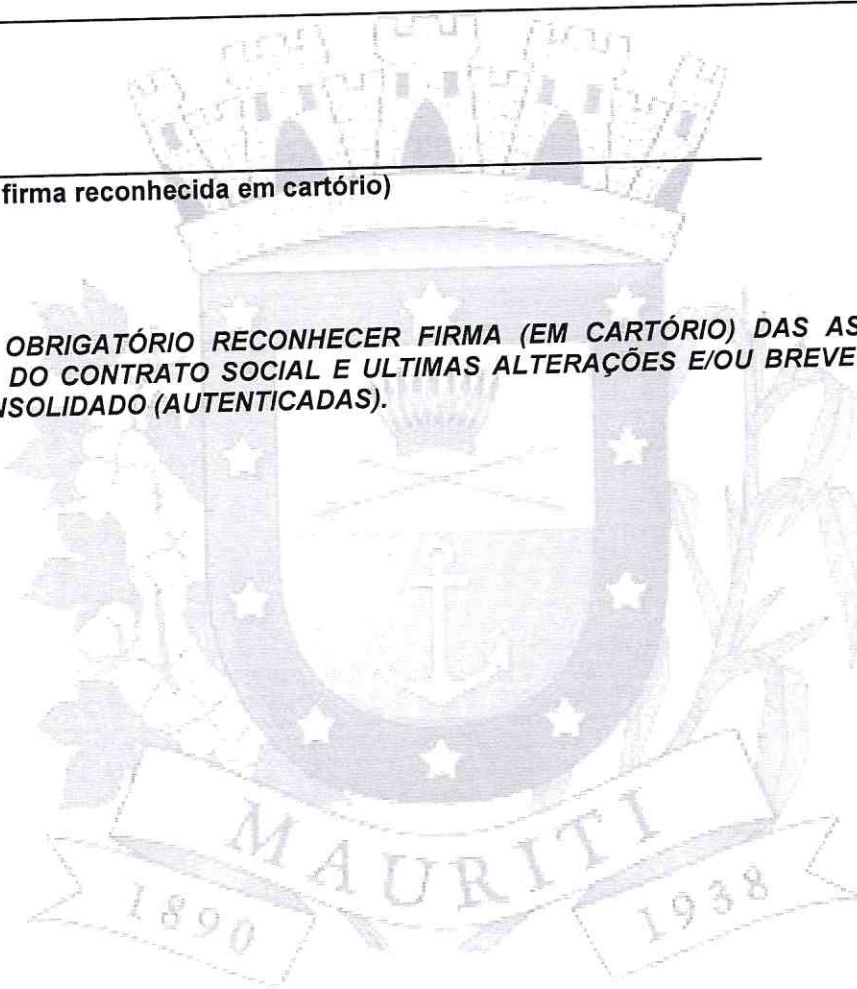 firma reconhecida em cartório)
OBRIGATÓRIO RECONHECER FIRMA (EM CARTÓRIO) DAS AS
DO CONTRATO SOCIAL E ULTIMAS ALTERAÇÕES E/OU BREVE
NSOLIDADO (AUTENTICADAS).
MAURITI
1890
1938